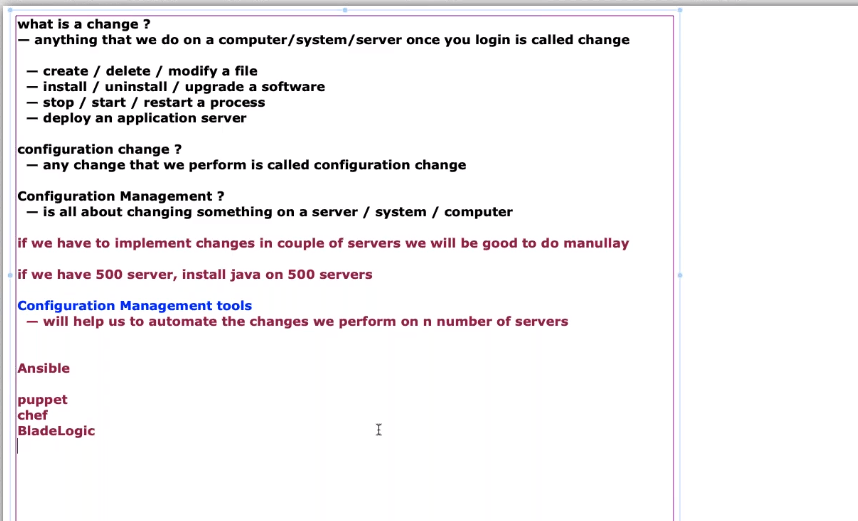 what is a change ?
— anything that we do on a computer/system/server once you login is called change
— create / delete / modify a file
— install / uninstall / upgrade a software
— stop / start / restart a process
— deploy an application server
configuration change ?
— any change that we perform is called configuration change
Configuration Management ?
— is all about changing something on a server / system / computer
if we have to implement changes in couple of servers we will be good to do manullay
if we have 500 server, install java on 500 servers
Configuration Management tools
— will help us to automate the changes we perform on n number of servers
Ansible
puppet
chef
BladeLogic